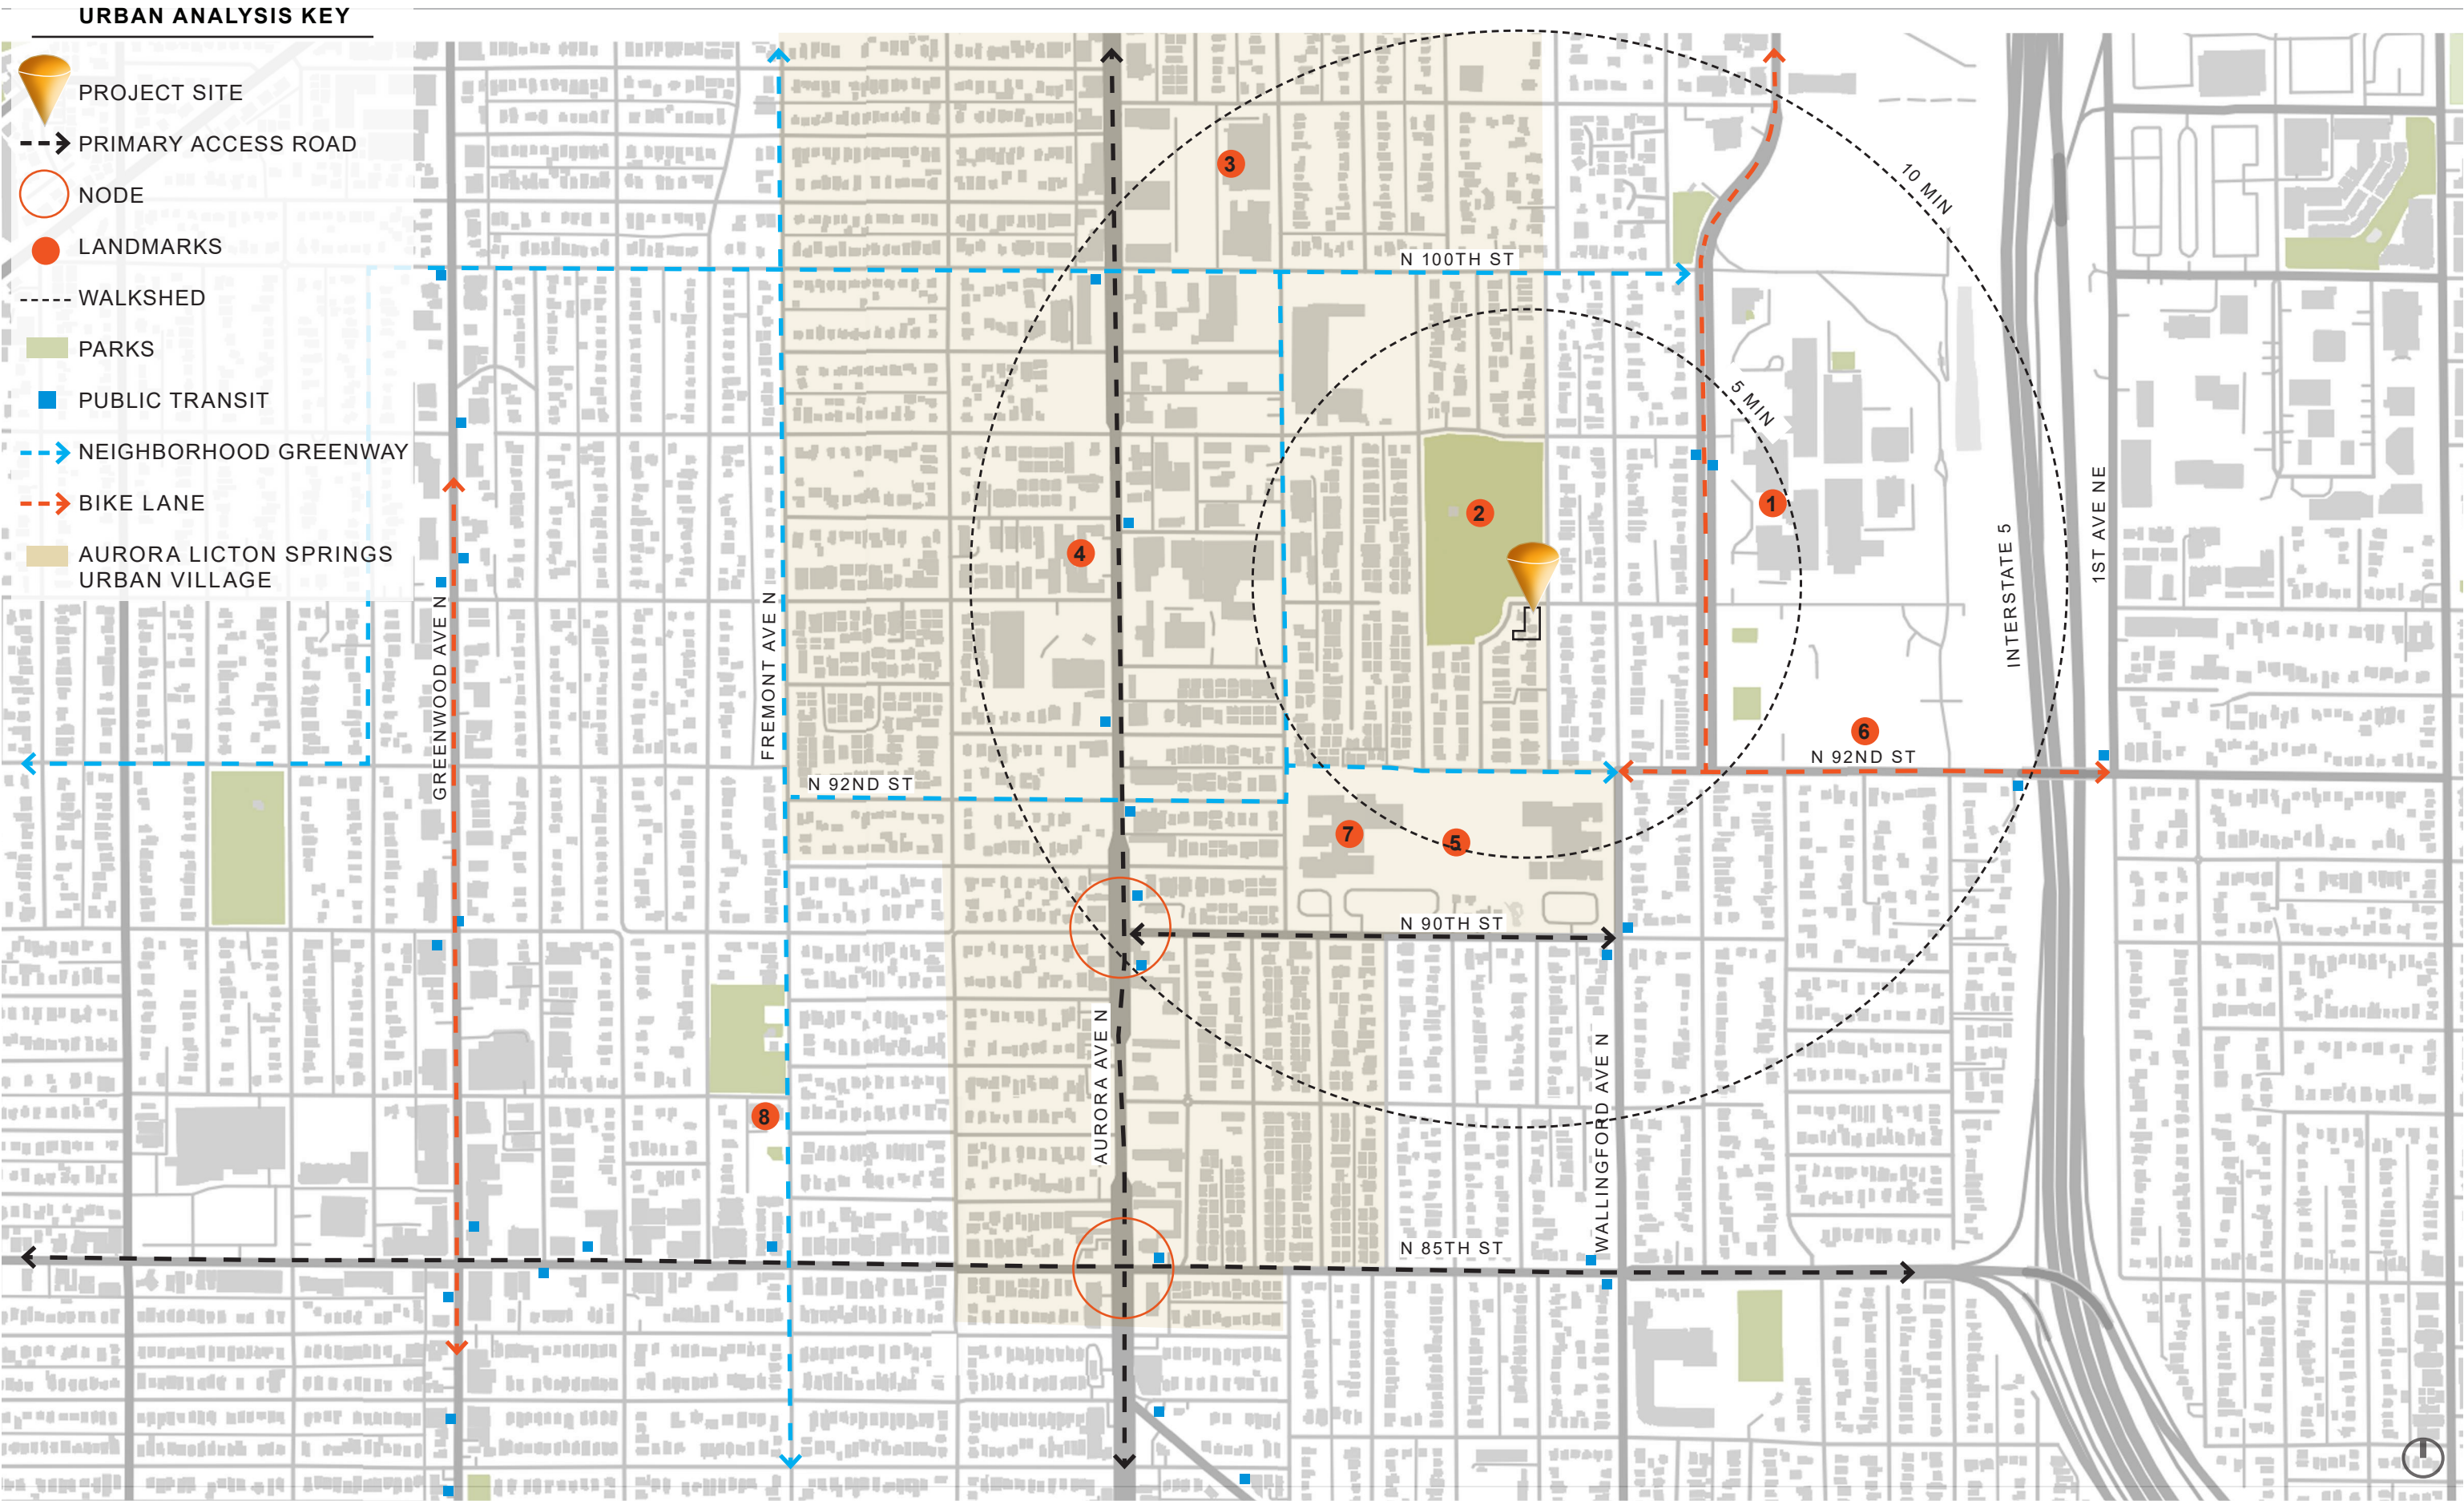 URBAN ANALYSIS KEY
PROJECT SITE
PRIMARY ACCESS ROAD
NODE
LANDMARKS
WALKSHED
PARKS
PUBLIC TRANSIT
NEIGHBORHOOD GREENWAY
BIKE LANE
AURORA LICTON SPRINGS
URBAN VILLAGE
3
10 MIN
N 100TH ST
5 MIN
2
1
4
INTERSTATE 5
1ST AVE NE
GREENWOOD AVE N
FREMONT AVE N
6
N 92ND ST
N 92ND ST
7
5
N 90TH ST
AURORA AVE N
WALLINGFORD AVE N
8
N 85TH ST